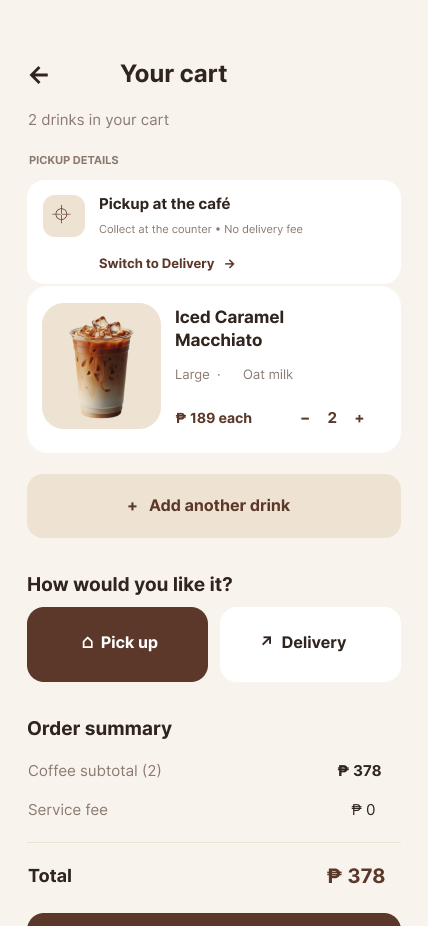 ← Your cart
2 drinks in your cart
PICKUP DETAILS
Pickup at the café
Collect at the counter • No delivery fee
Switch to Delivery →
Iced Caramel
Macchiato
Large · Oat milk
₱ 189 each − 2 +
+ Add another drink
How would you like it?
⌂ Pick up ↗ Delivery
Order summary
Coffee subtotal (2) ₱ 378
Service fee ₱ 0
Total ₱ 378